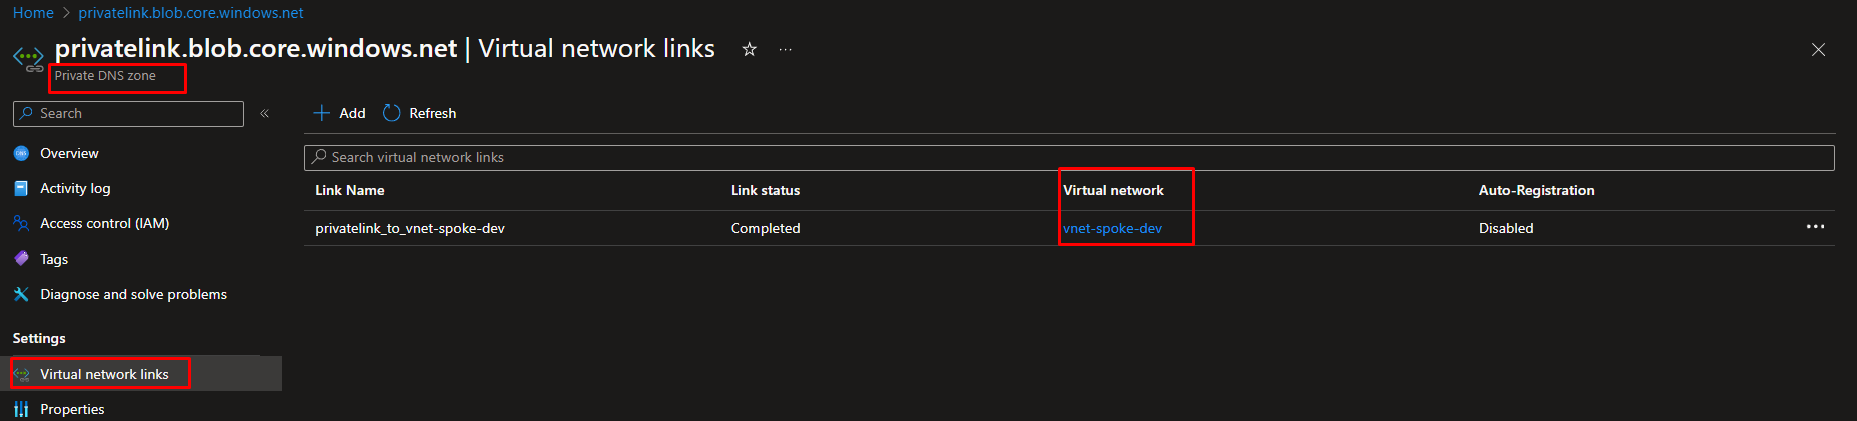 Home > privatelink.blob.core.windows.net
privatelink.blob.core.windows.net | Virtual network links
Private DNS zone
Search
Add
Refresh
Overview
Search virtual network links
Activity log
Link Name
Link status
Virtual network
Auto-Registration
Access control (IAM)
privatelink_to_vnet-spoke-dev
Completed
vnet-spoke-dev
Disabled
Tags
Diagnose and solve problems
Settings
Virtual network links
Properties